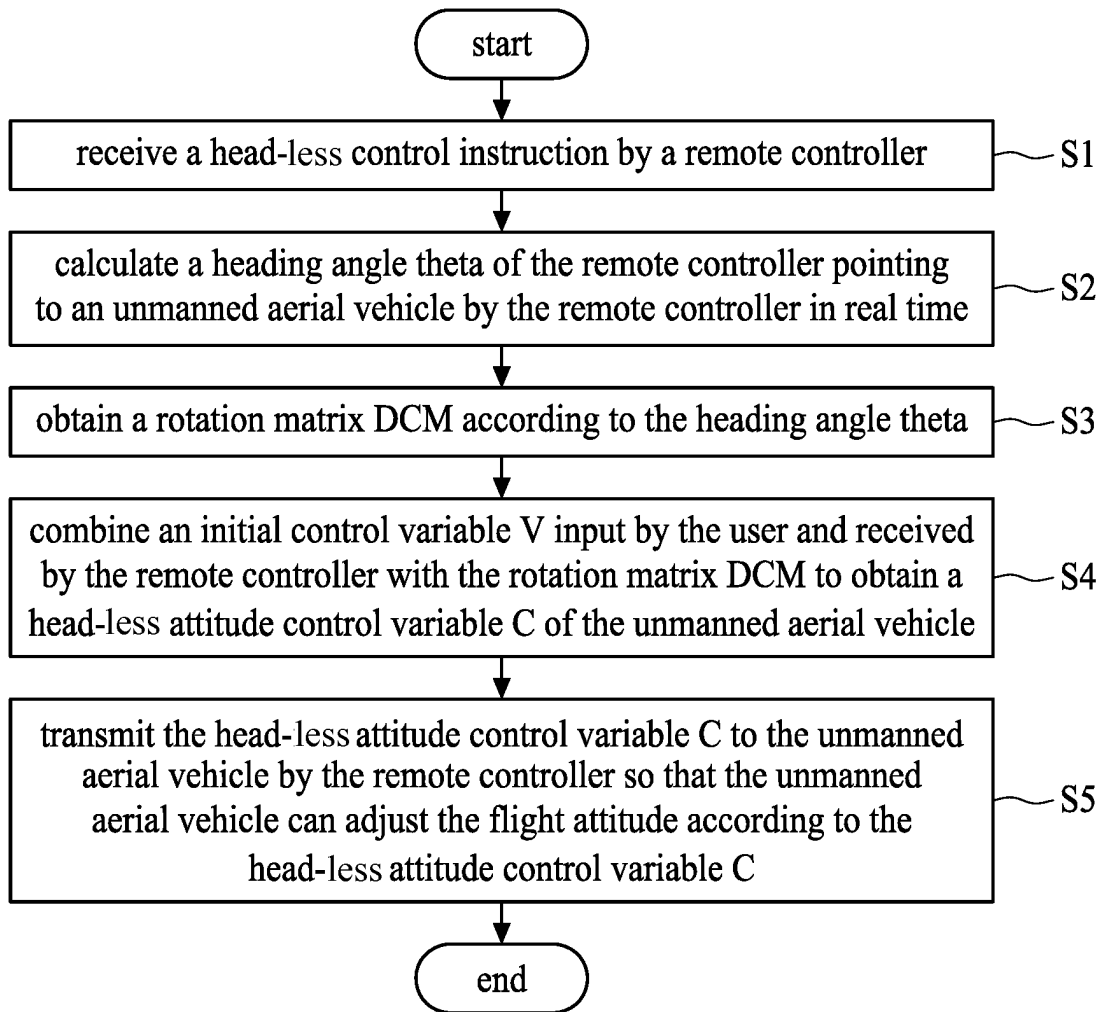 start
receive a head-less control instruction by a remote controller
S1
calculate a heading angle theta of the remote controller pointing
to an unmanned aerial vehicle by the remote controller in real time
S2
obtain a rotation matrix DCM according to the heading angle theta
S3
combine an initial control variable V input by the user and received
by the remote controller with the rotation matrix DCM to obtain a
head-less attitude control variable C of the unmanned aerial vehicle
S4
transmit the head-less attitude control variable C to the unmanned
aerial vehicle by the remote controller so that the unmanned
aerial vehicle can adjust the flight attitude according to the
head-less attitude control variable C
S5
end